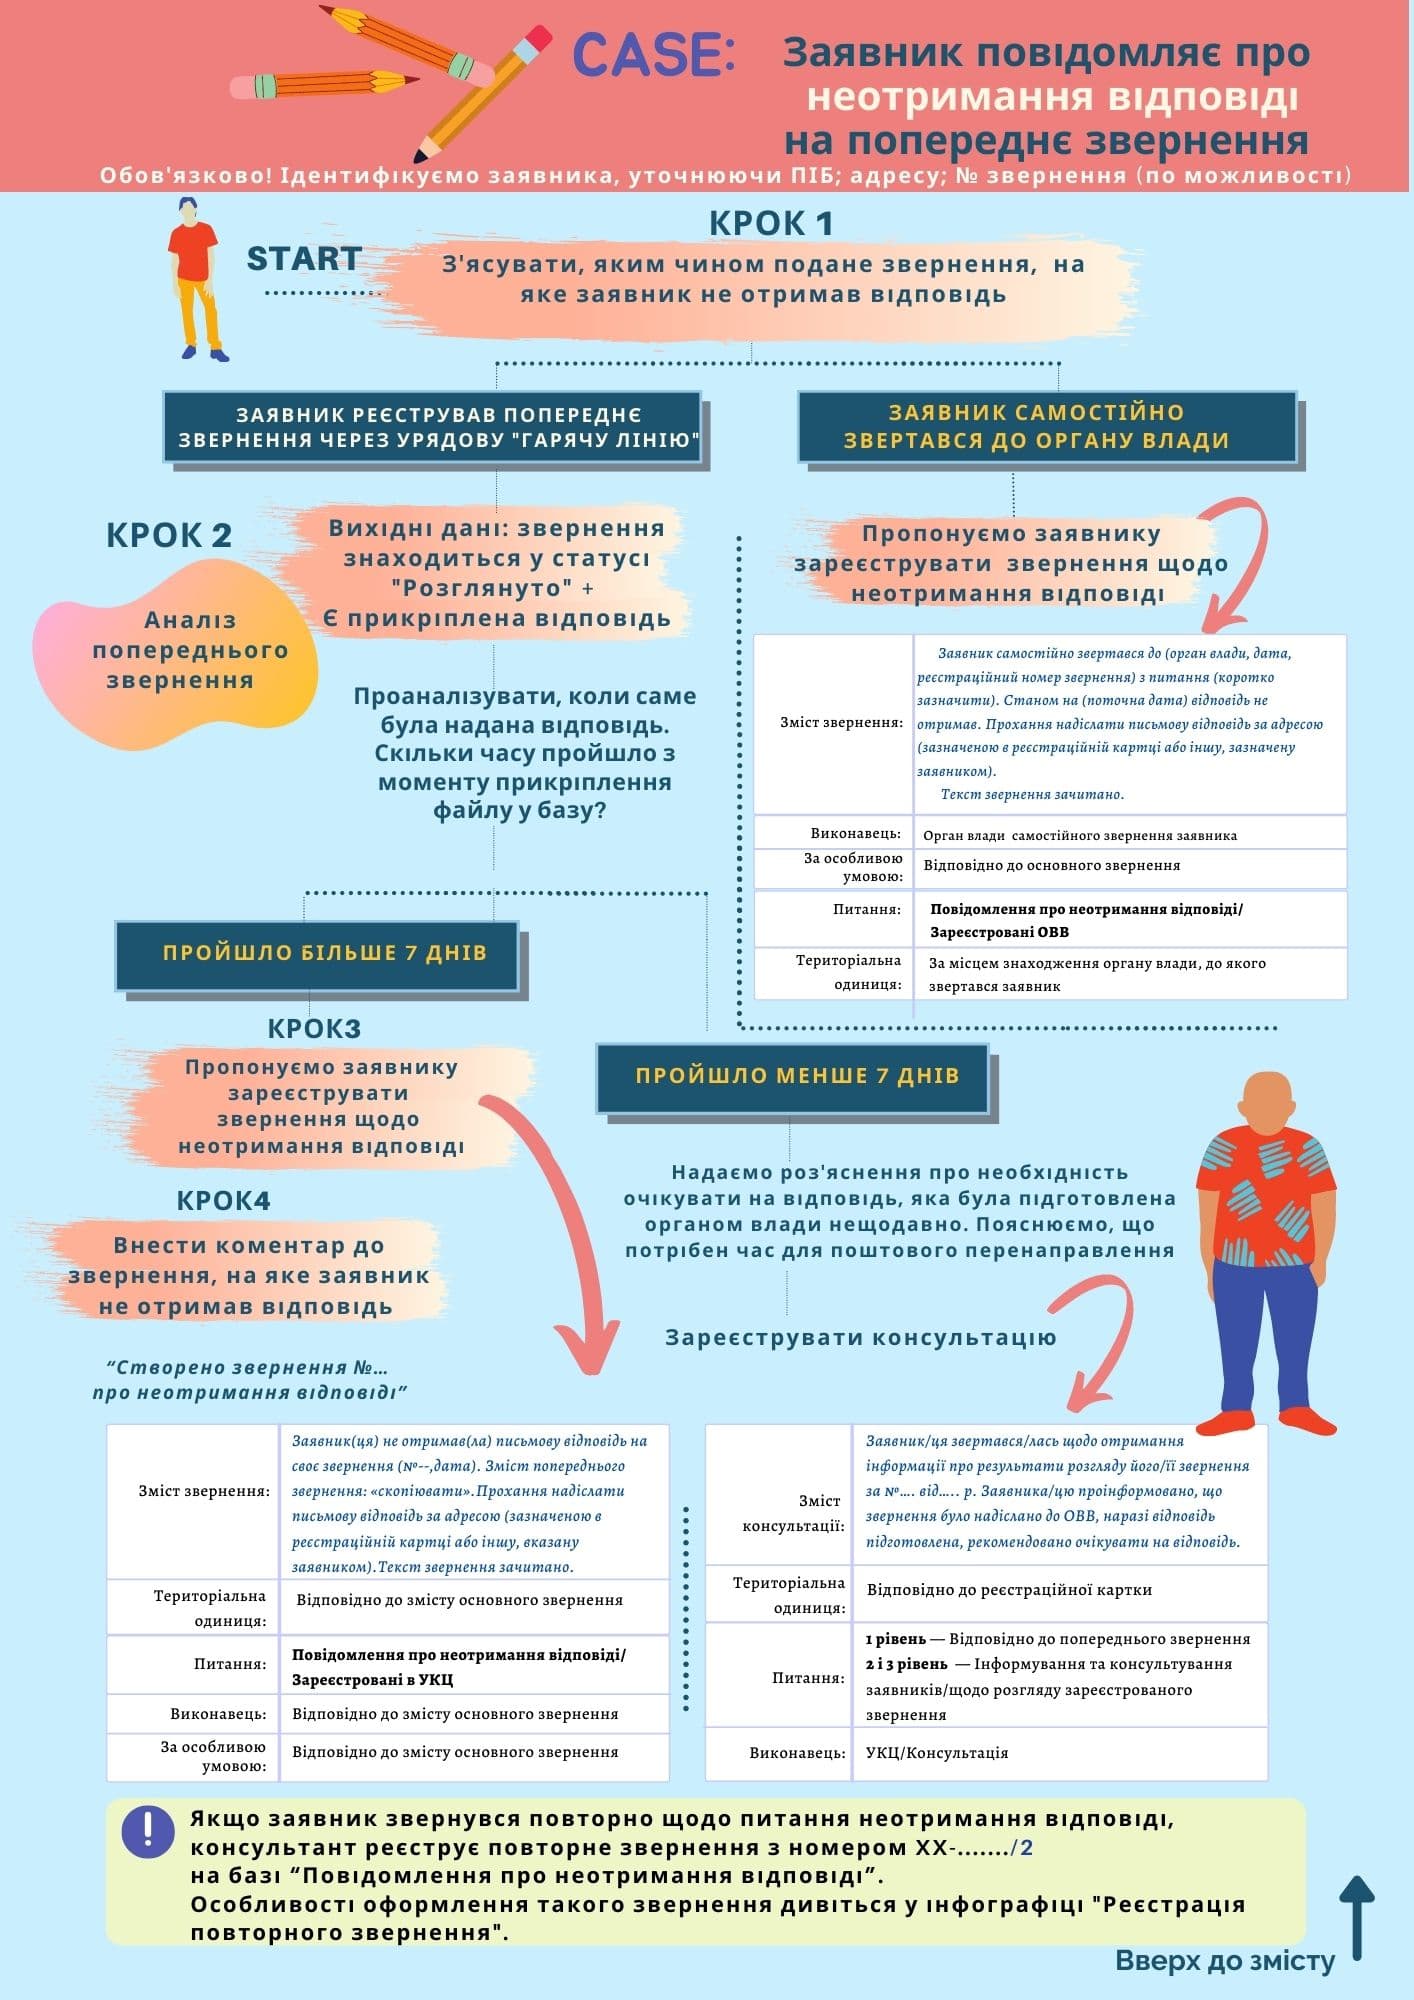 CASE:
Заявник повідомляє про
неотримання відповіді
на попереднє звернення
Обов'язково! Ідентифікуємо заявника, уточнюючи ПІБ; адресу; № звернення (по можливості)
START
КРОК 1
З'ясувати, яким чином подане звернення, на
яке заявник не отримав відповідь
ЗАЯВНИК РЕЄСТРУВАВ ПОПЕРЕДНЄ
ЗВЕРНЕННЯ ЧЕРЕЗ УРЯДОВУ "ГАРЯЧУ ЛІНІЮ"
ЗАЯВНИК САМОСТІЙНО
ЗВЕРТАВСЯ ДО ОРГАНУ ВЛАДИ
КРОК 2
Аналіз
попереднього
звернення
Вихідні дані: звернення
знаходиться у статусі
"Розглянуто" +
Є прикріплена відповідь
Проаналізувати, коли саме
була надана відповідь.
Скільки часу пройшло з
моменту прикріплення
файлу у базу?
Пропонуємо заявнику
зареєструвати звернення щодо
неотримання відповіді
Зміст звернення:
Заявник самостійно звертався до (орган влади, дата,
реєстраційний номер звернення) з питання (коротко
зазначити). Станом на (поточна дата) відповідь не
отримав. Прохання надіслати письмову відповідь за адресою
(зазначеною в реєстраційній картці або іншу, зазначену
заявником).
Текст звернення зачитано.
Виконавець:
Орган влади самостійного звернення заявника
За особливою
умовою:
Відповідно до основного звернення
Питання:
Повідомлення про неотримання відповіді/
Зареєстровані ОВВ
Територіальна
одиниця:
За місцем знаходження органу влади, до якого
звертався заявник
ПРОЙШЛО БІЛЬШЕ 7 ДНІВ
КРОК3
Пропонуємо заявнику
зареєструвати
звернення щодо
неотримання відповіді
КРОК4
Внести коментар до
звернення, на яке заявник
не отримав відповідь
“Створено звернення №...
про неотримання відповіді”
ПРОЙШЛО МЕНШЕ 7 ДНІВ
Надаємо роз'яснення про необхідність
очікувати на відповідь, яка була підготовлена
органом влади нещодавно. Пояснюємо, що
потрібен час для поштового перенаправлення
Зареєструвати консультацію
Зміст звернення:
Заявник(ця) не отримав(ла) письмову відповідь на
своє звернення (№--,дата). Зміст попереднього
звернення: «скопіювати».Прохання надіслати
письмову відповідь за адресою (зазначеною в
реєстраційній картці або іншу, вказану
заявником).Текст звернення зачитано.
Територіальна
одиниця:
Відповідно до змісту основного звернення
Питання:
Повідомлення про неотримання відповіді/
Зареєстровані в УКЦ
Виконавець:
Відповідно до змісту основного звернення
За особливою
умовою:
Відповідно до змісту основного звернення
Зміст
консультації:
Заявник/ця звертався/лась щодо отримання
інформації про результати розгляду його/її звернення
за №.... від..... р. Заявника/цю проінформовано, що
звернення було надіслано до ОВВ, наразі відповідь
підготовлена, рекомендовано очікувати на відповідь.
Територіальна
одиниця:
Відповідно до реєстраційної картки
Питання:
1 рівень — Відповідно до попереднього звернення
2 і 3 рівень — Інформування та консультування
заявників/щодо розгляду зареєстрованого
звернення
Виконавець:
УКЦ/Консультація
!
Якщо заявник звернувся повторно щодо питання неотримання відповіді,
консультант реєструє повторне звернення з номером ХХ-......./2
на базі “Повідомлення про неотримання відповіді”.
Особливості оформлення такого звернення дивіться у інфографіці "Реєстрація
повторного звернення".
Вверх до змісту